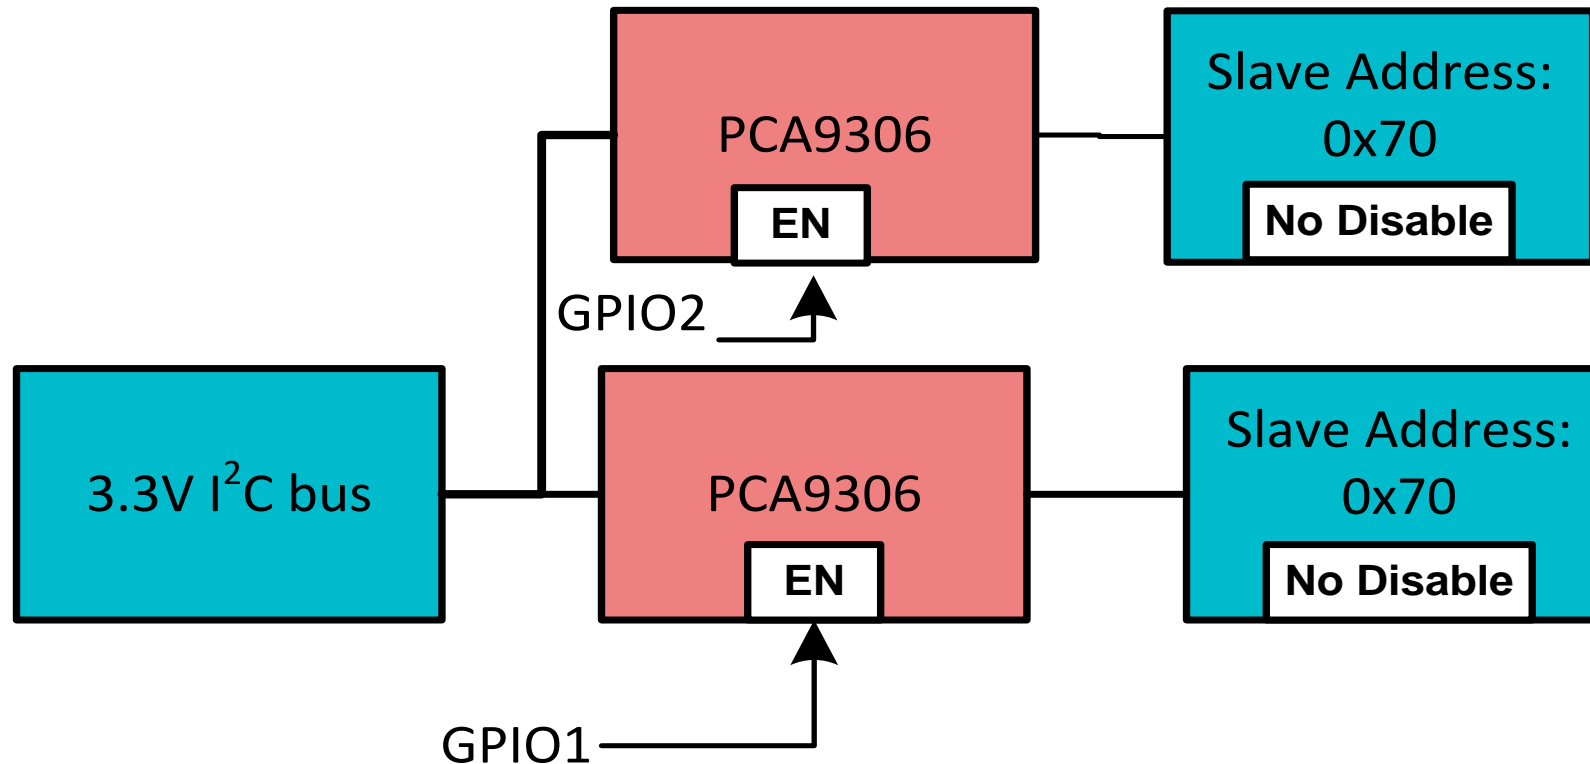 PCA9306
EN
Slave Address:
0x70
No Disable
GPIO2
3.3V I²C bus
PCA9306
EN
Slave Address:
0x70
No Disable
GPIO1